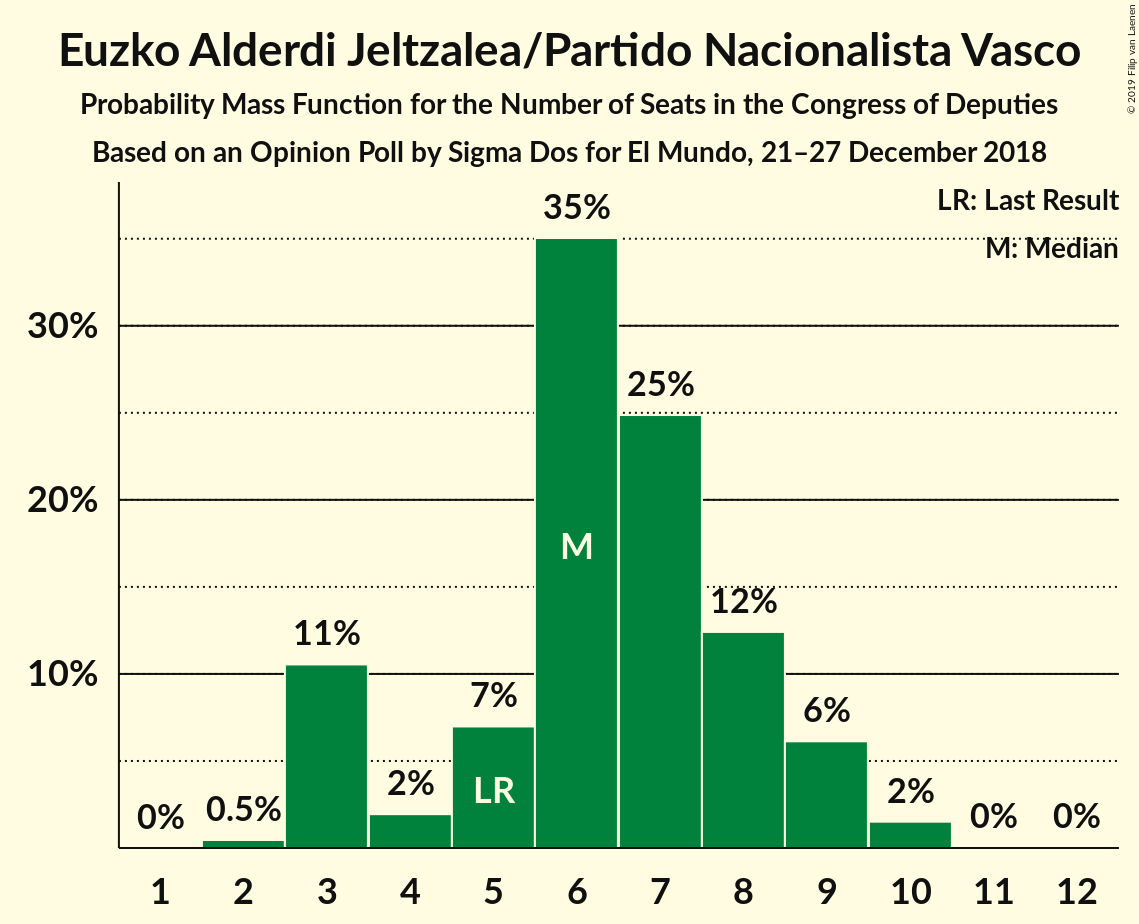 Euzko Alderdi Jeltzalea/Partido Nacionalista Vasco
Probability Mass Function for the Number of Seats in the Congress of Deputies
Based on an Opinion Poll by Sigma Dos for El Mundo, 21–27 December 2018
© 2019 Filip van Laenen
LR: Last Result
M: Median
35%
30%
25%
20%
M
12%
11%
10%
7%
6%
LR
2%
2%
0%
0.5%
0%
0%
1 2 3 4 5 6 7 8 9 10 11 12